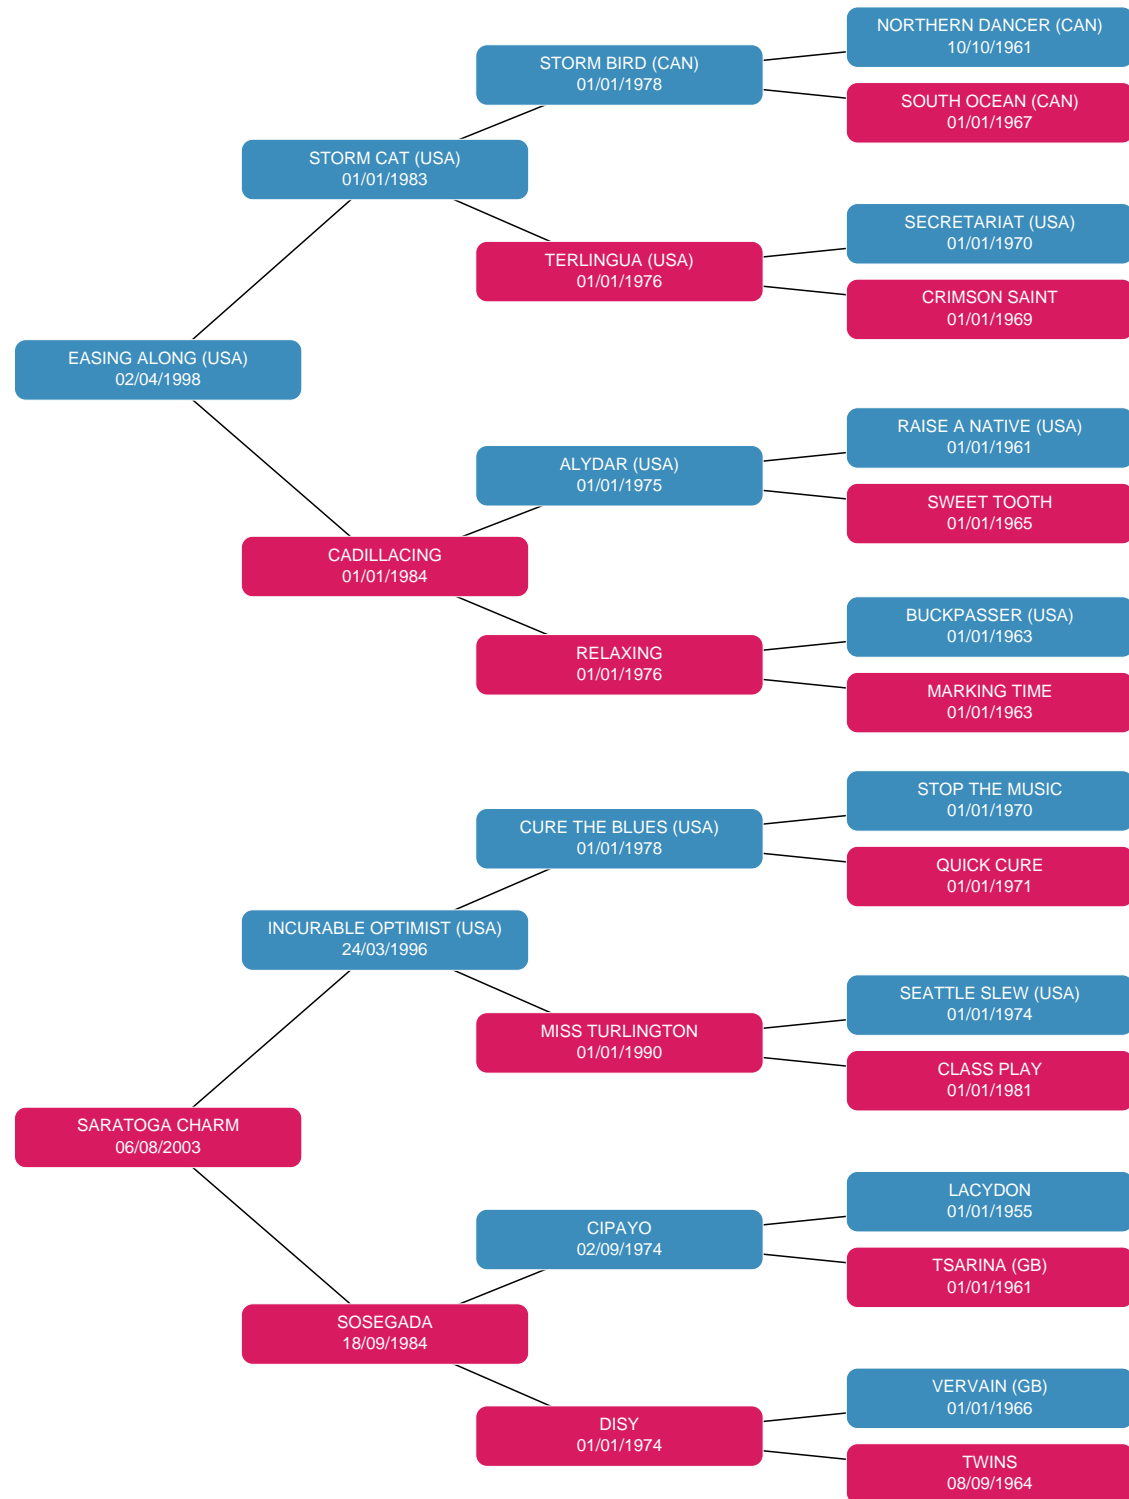 NORTHERN DANCER (CAN)
10/10/1961
STORM BIRD (CAN)
01/01/1978
SOUTH OCEAN (CAN)
01/01/1967
STORM CAT (USA)
01/01/1983
SECRETARIAT (USA)
01/01/1970
TERLINGUA (USA)
01/01/1976
CRIMSON SAINT
01/01/1969
EASING ALONG (USA)
02/04/1998
RAISE A NATIVE (USA)
01/01/1961
ALYDAR (USA)
01/01/1975
SWEET TOOTH
01/01/1965
CADILLACING
01/01/1984
BUCKPASSER (USA)
01/01/1963
RELAXING
01/01/1976
MARKING TIME
01/01/1963
STOP THE MUSIC
01/01/1970
CURE THE BLUES (USA)
01/01/1978
QUICK CURE
01/01/1971
INCURABLE OPTIMIST (USA)
24/03/1996
SEATTLE SLEW (USA)
01/01/1974
MISS TURLINGTON
01/01/1990
CLASS PLAY
01/01/1981
SARATOGA CHARM
06/08/2003
LACYDON
01/01/1955
CIPAYO
02/09/1974
TSARINA (GB)
01/01/1961
SOSEGADA
18/09/1984
VERVAIN (GB)
01/01/1966
DISY
01/01/1974
TWINS
08/09/1964